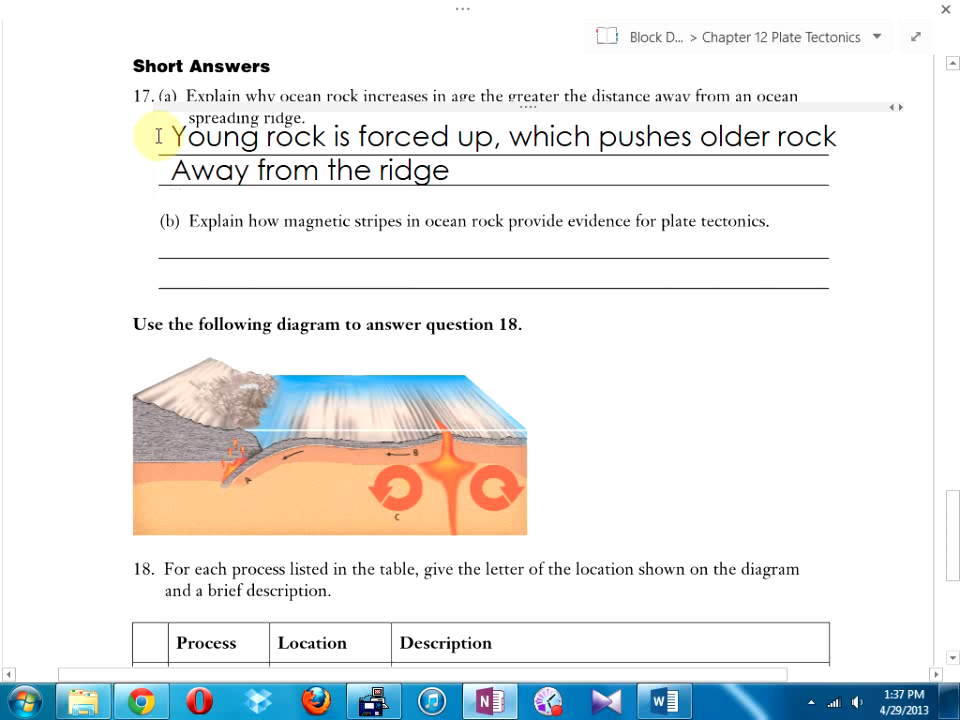 Block D... > Chapter 12 Plate Tectonics
Short Answers
17. (a) Explain why ocean rock increases in age the greater the distance away from an ocean
spreading ridge.
Young rock is forced up, which pushes older rock
Away from the ridge
(b) Explain how magnetic stripes in ocean rock provide evidence for plate tectonics.
Use the following diagram to answer question 18.
B
A
C
18. For each process listed in the table, give the letter of the location shown on the diagram
and a brief description.
Process Location Description
1:37 PM
4/29/2013